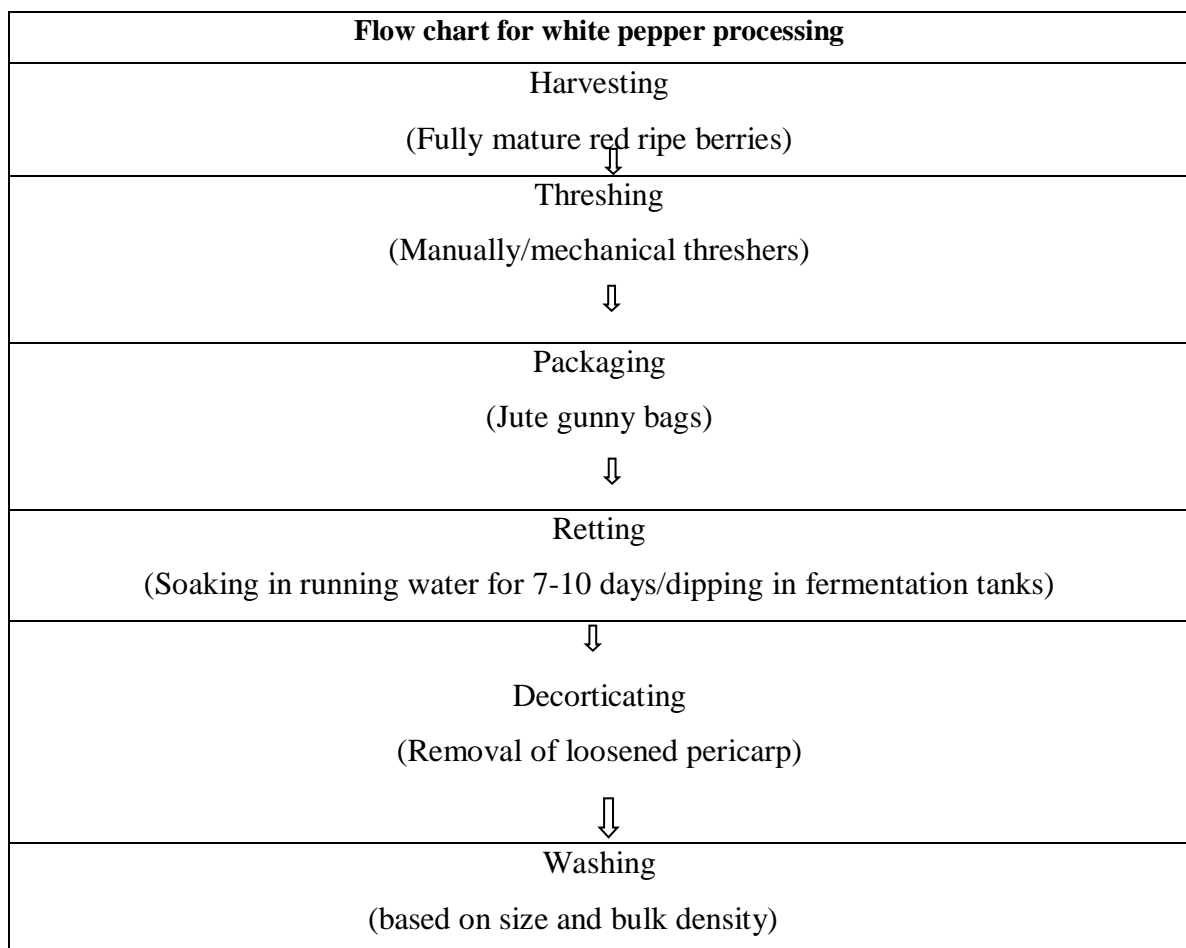 Flow chart for white pepper processing
Harvesting
(Fully mature red ripe berries)
⇩
Threshing
(Manually/mechanical threshers)
⇩
Packaging
(Jute gunny bags)
⇩
Retting
(Soaking in running water for 7-10 days/dipping in fermentation tanks)
⇩
Decorticating
(Removal of loosened pericarp)
⇩
Washing
(based on size and bulk density)